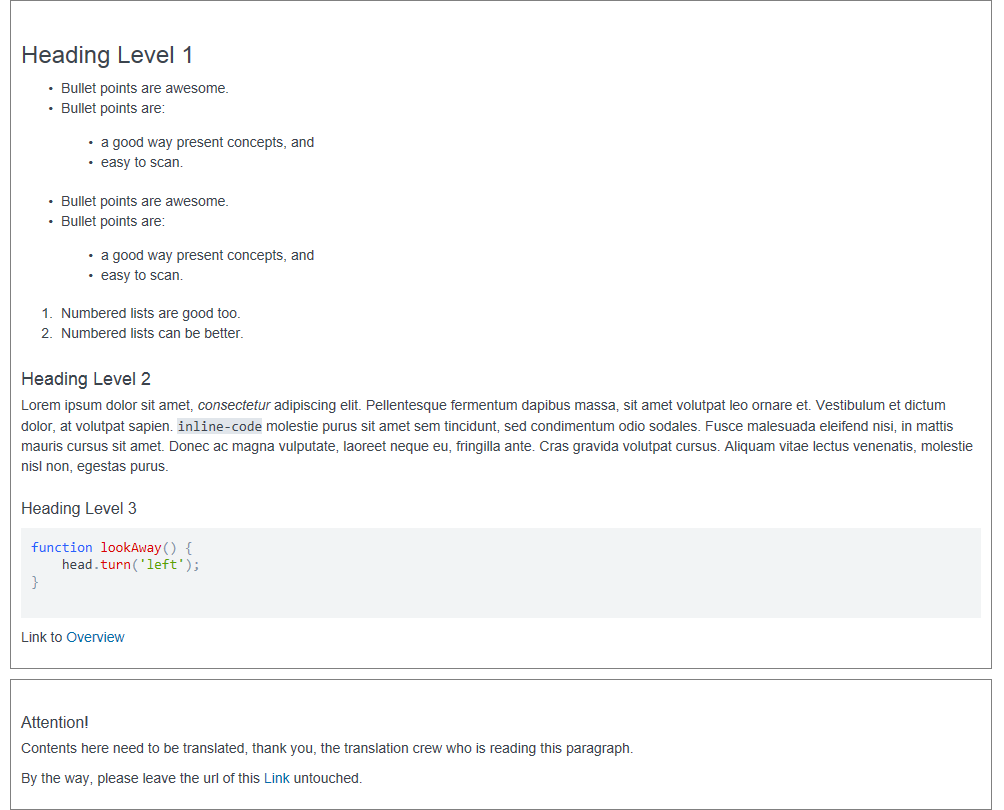 Heading Level 1
• Bullet points are awesome.
• Bullet points are:
• a good way present concepts, and
• easy to scan.
• Bullet points are awesome.
• Bullet points are:
• a good way present concepts, and
• easy to scan.
1. Numbered lists are good too.
2. Numbered lists can be better.
Heading Level 2
Lorem ipsum dolor sit amet, consectetur adipiscing elit. Pellentesque fermentum dapibus massa, sit amet volutpat leo ornare et. Vestibulum et dictum
dolor, at volutpat sapien. inline-code molestie purus sit amet sem tincidunt, sed condimentum odio sodales. Fusce malesuada eleifend nisi, in mattis
mauris cursus sit amet. Donec ac magna vulputate, laoreet neque eu, fringilla ante. Cras gravida volutpat cursus. Aliquam vitae lectus venenatis, molestie
nisl non, egestas purus.
Heading Level 3
function lookAway() {
    head.turn('left');
}
Link to Overview
Attention!
Contents here need to be translated, thank you, the translation crew who is reading this paragraph.
By the way, please leave the url of this Link untouched.